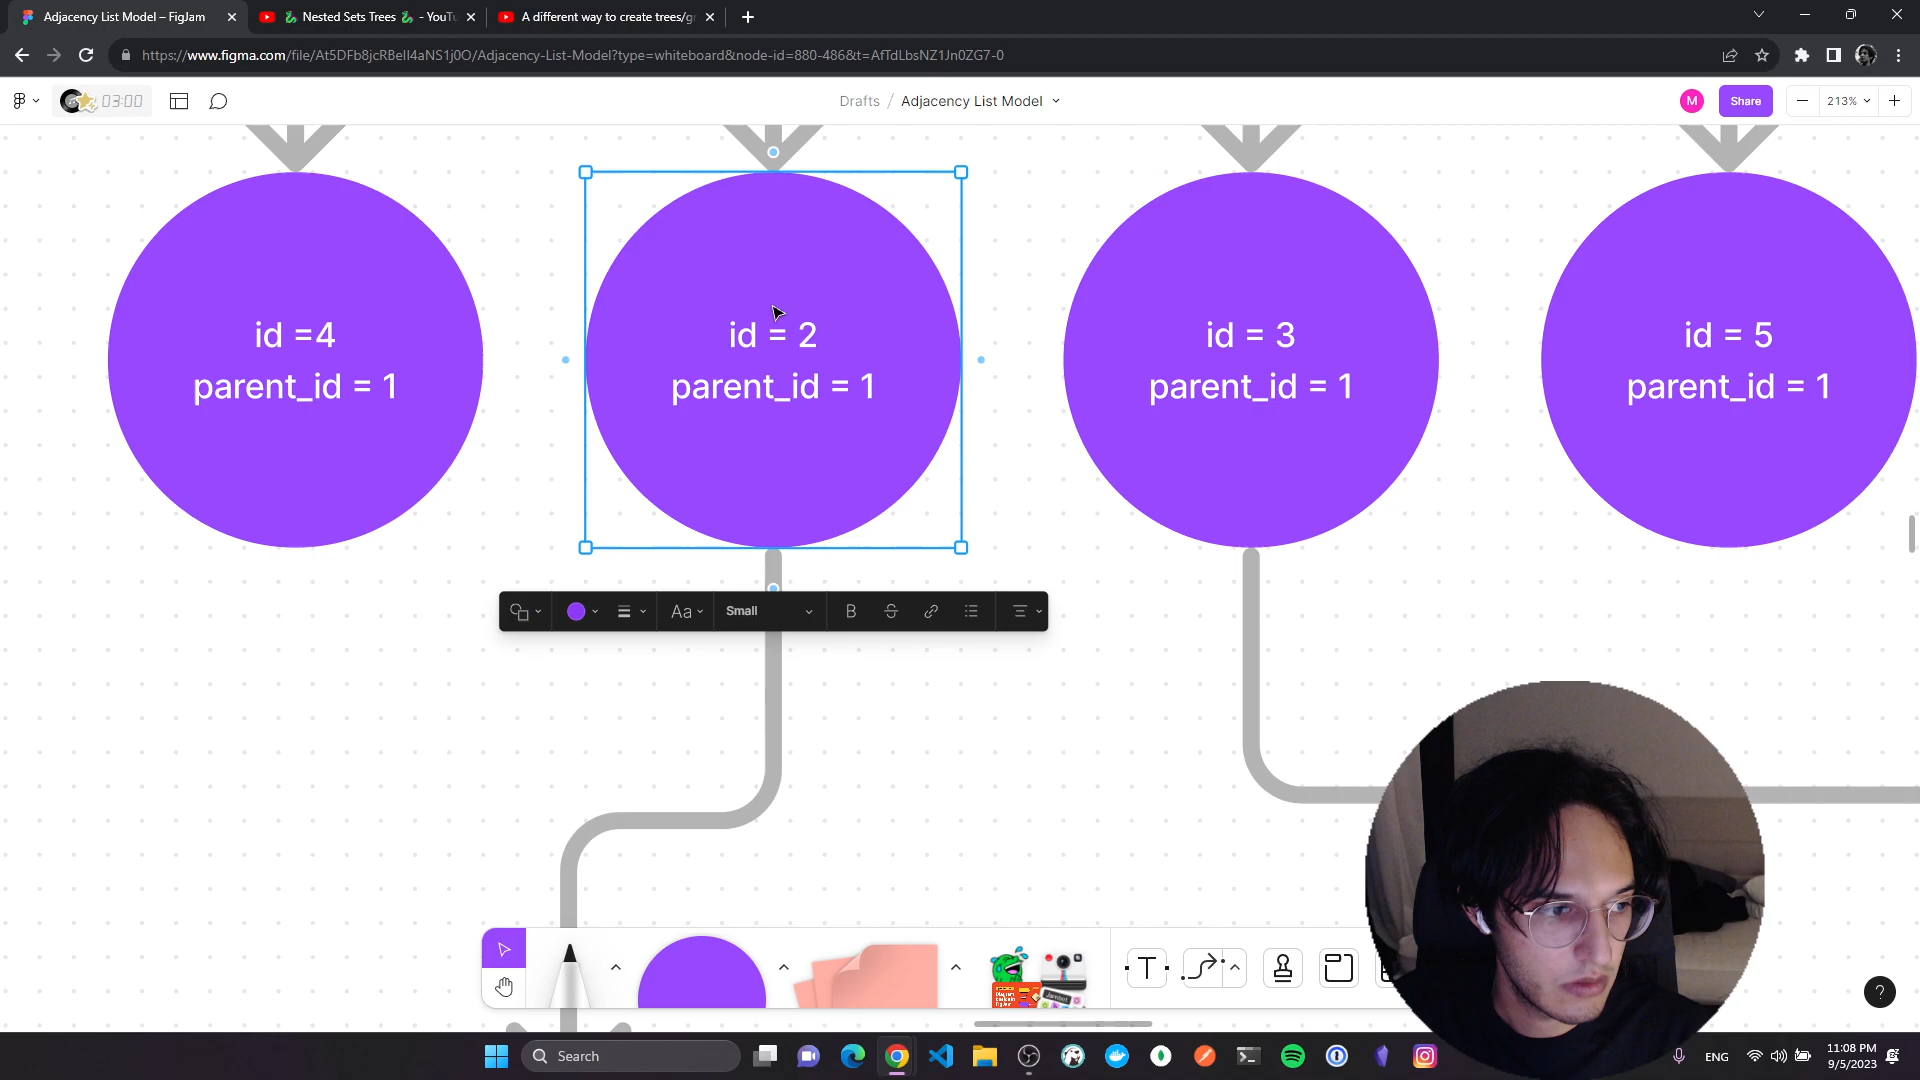 Adjacency List Model – FigJam
Nested Sets Trees - YouTu
A different way to create trees/gr
https://www.figma.com/file/At5DFb8jcRBeIl4aNS1j0O/Adjacency-List-Model?type=whiteboard&node-id=880-486&t=AfTdLbsNZ1Jn0ZG7-0
03:00
Drafts / Adjacency List Model
M
Share
213%
id =4
parent_id = 1
id = 2
parent_id = 1
id = 3
parent_id = 1
id = 5
parent_id = 1
Aa
Small
B
S
T
?
Search
ENG
11:08 PM
9/5/2023